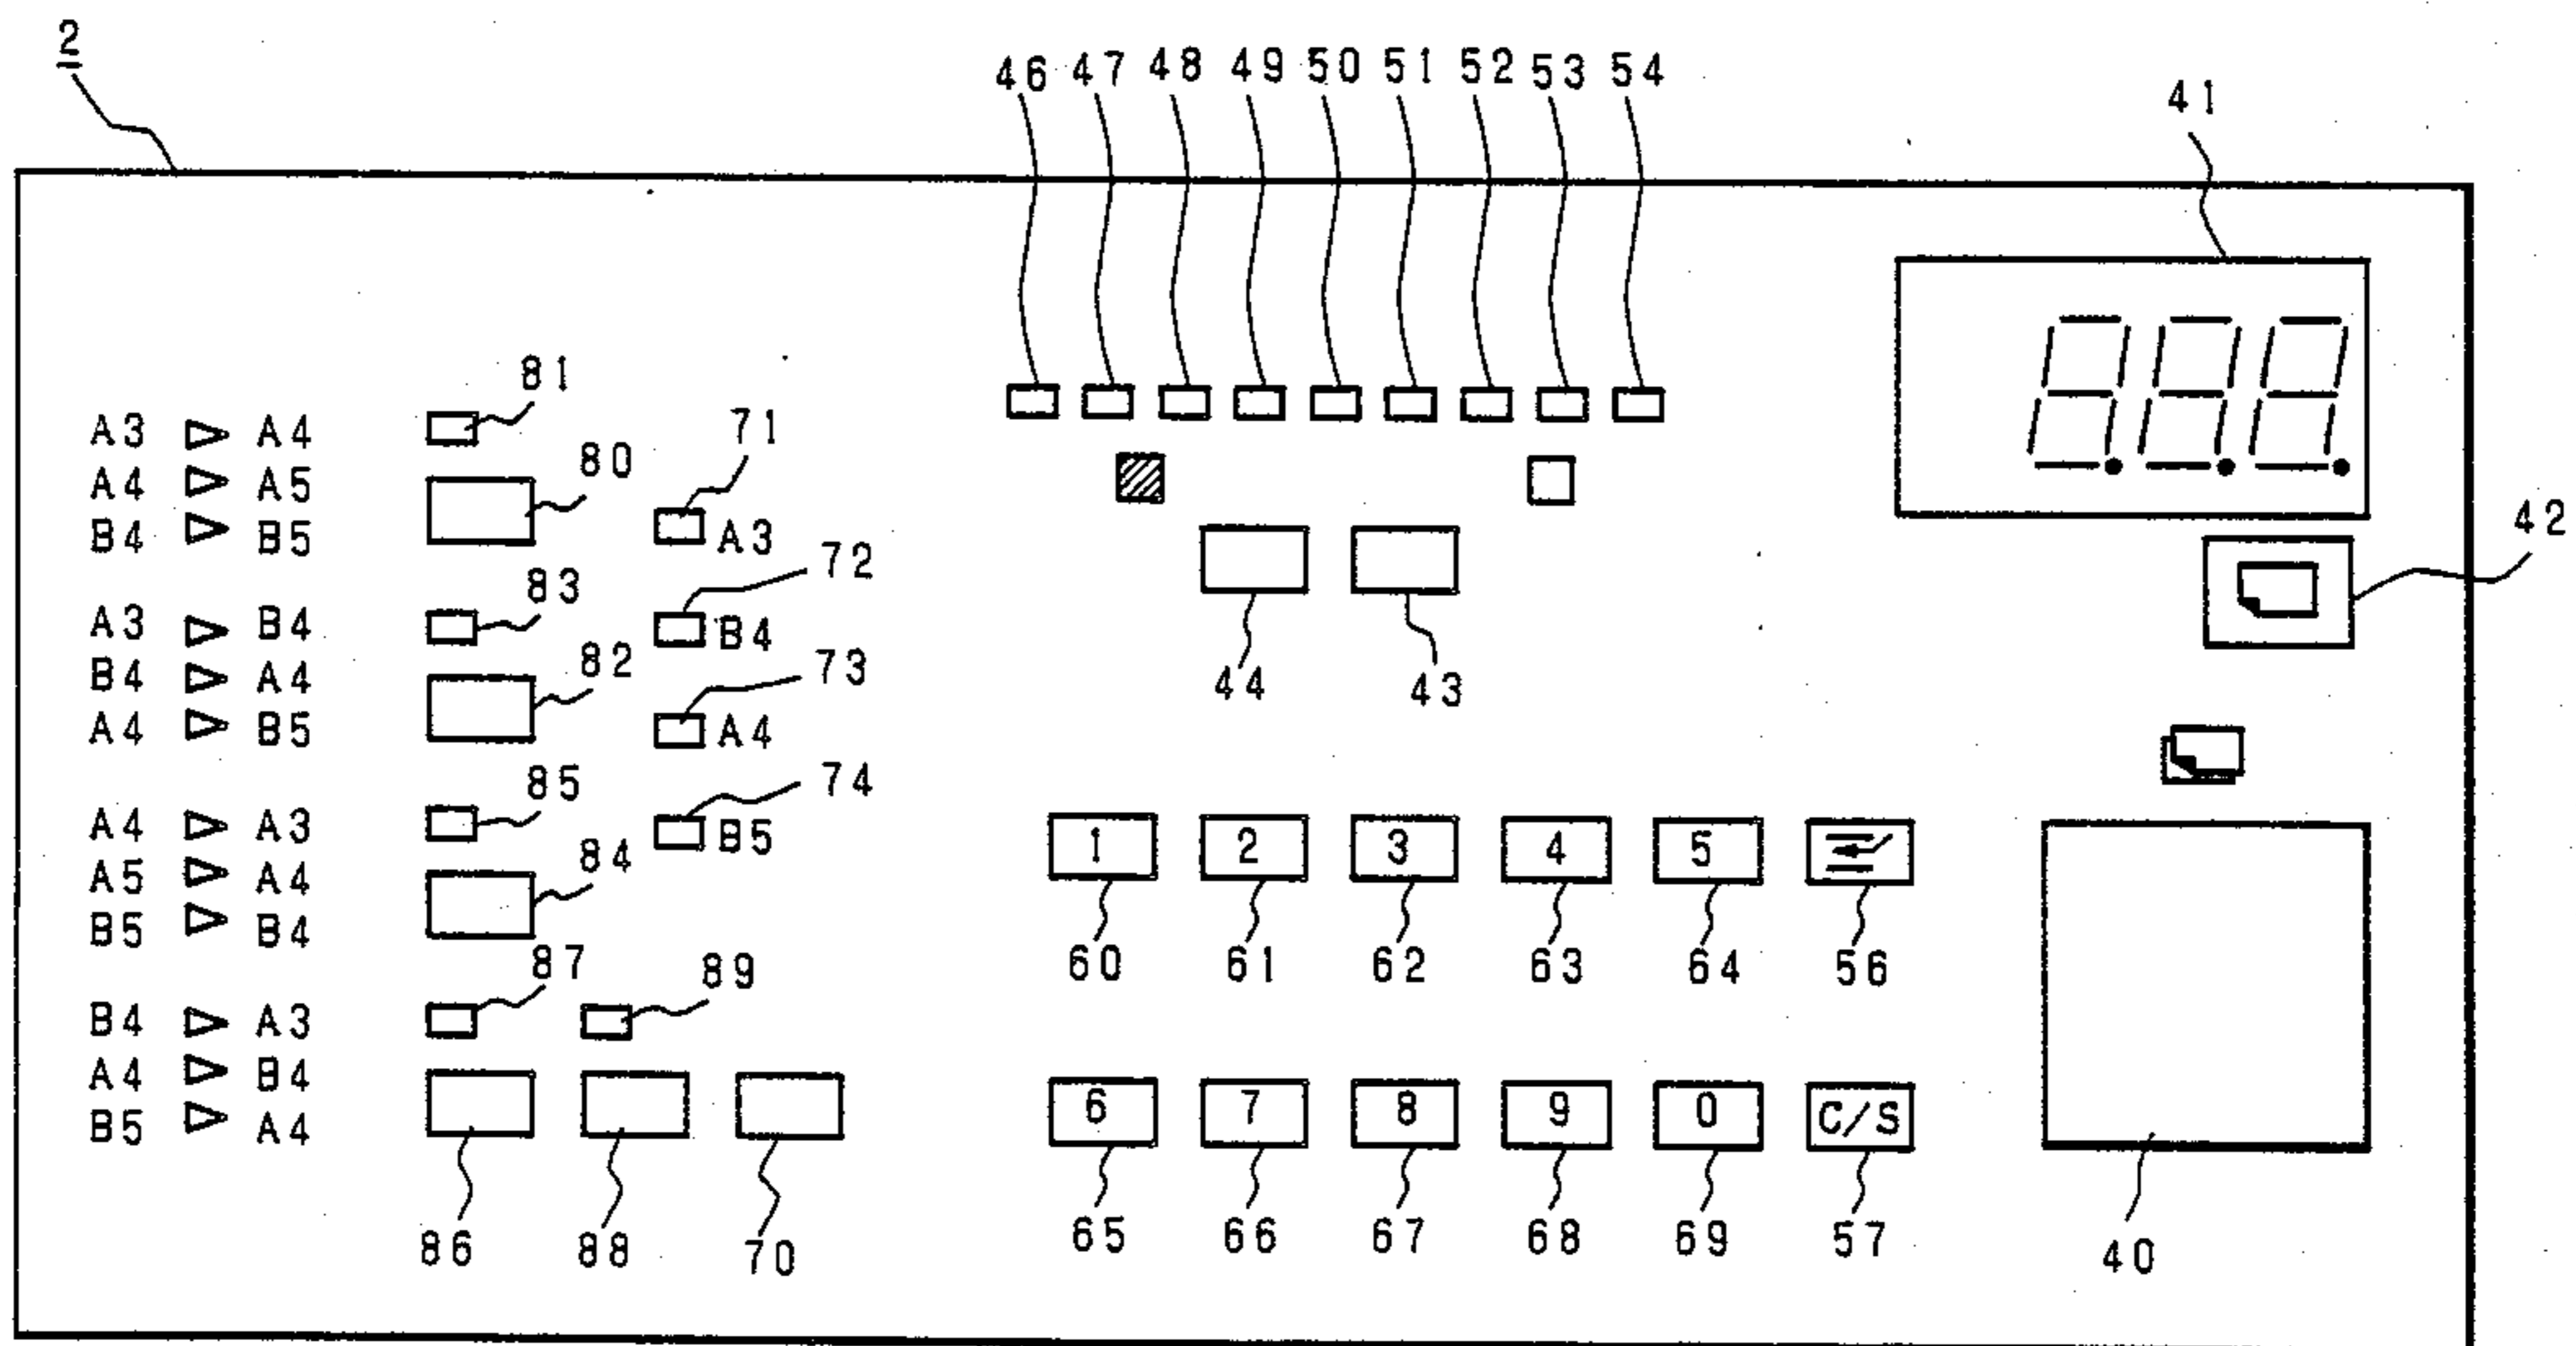 2
46 47 48 49 50 51 52 53 54
41
81
A3 ▷ A4
71
80
A4 ▷ A5
B4 ▷ B5
A3
42
72
83
A3 ▷ B4
B4
82
73
44
43
B4 ▷ A4
A4 ▷ B5
A4
85
74
A4 ▷ A3
B5
84
1 2 3 4 5
A5 ▷ A4
B5 ▷ B4
87
89
60 61 62 63 64 56
B4 ▷ A3
A4 ▷ B4
B5 ▷ A4
6 7 8 9 0 C/S
86 88 70
65 66 67 68 69 57
40